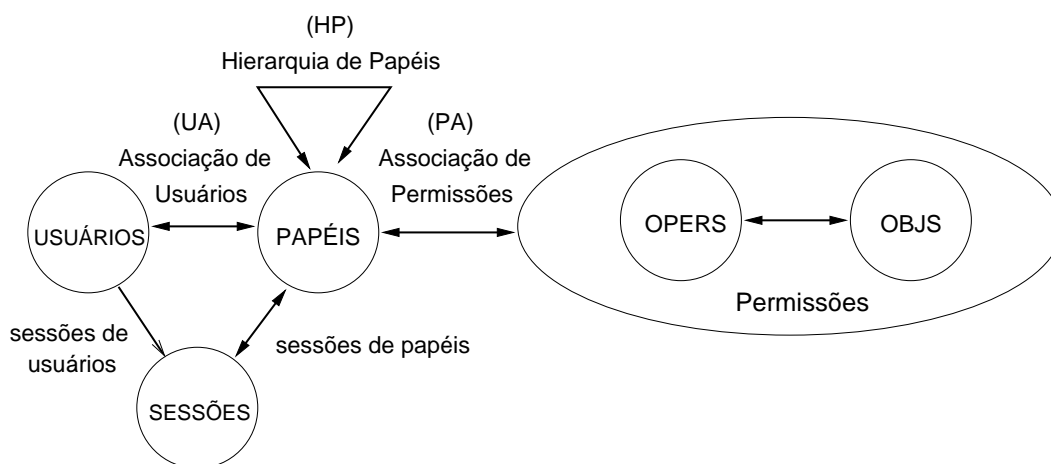 (HP)
Hierarquia de Papéis
(UA)
Associação de
Usuários
(PA)
Associação de
Permissões
USUÁRIOS
PAPÉIS
OPERS
OBJS
Permissões
sessões de
usuários
sessões de papéis
SESSÕES